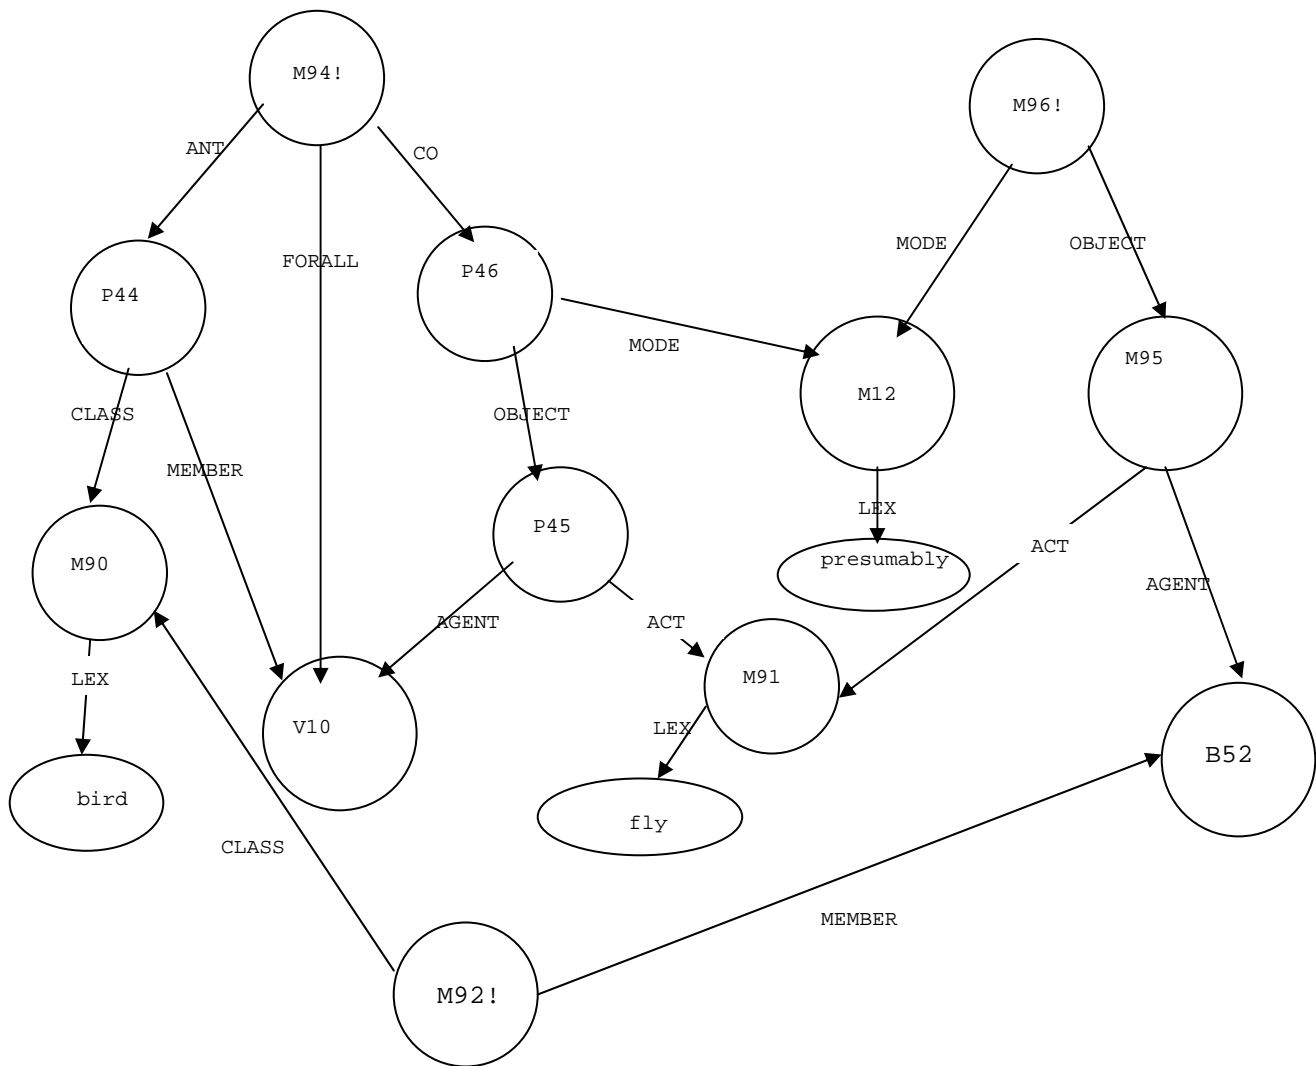 M94!
M96!
ANT
CO
MODE
OBJECT
FORALL
P46
P44
MODE
M95
M12
CLASS
OBJECT
MEMBER
LEX
P45
ACT
presumably
M90
AGENT
AGENT
ACT
LEX
M91
V10
LEX
B52
bird
fly
CLASS
MEMBER
M92!